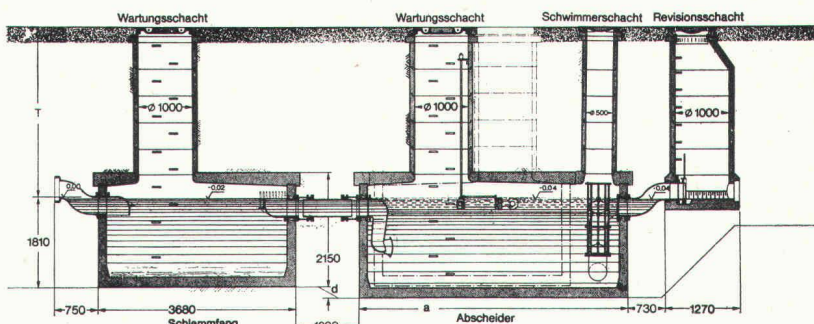 Wartungsschacht Wartungsschacht Schwimmerschacht Revisionsschacht
T
ø 1000 ø 1000 ø 500 ø 1000
0.00 -0.02 -0.04 -0.04
1810
2150
d
a
750 3680 730 1270
Schlammfang Abscheider